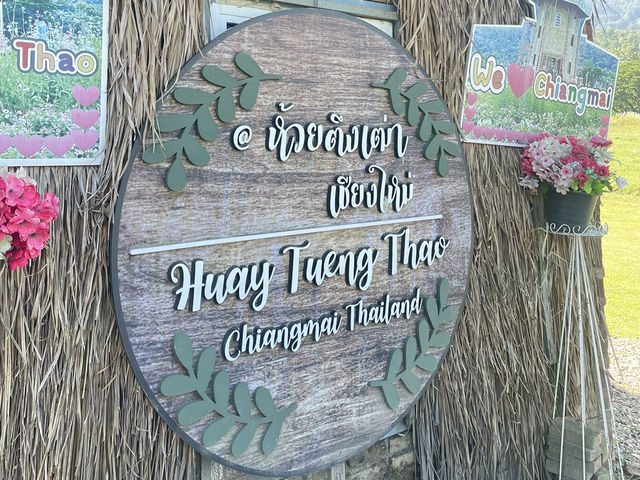 Thao
@ ห้วยตึงเฒ่า
เชียงใหม่
Huay Tueng Thao
Chiangmai Thailand
We
Chiangmai